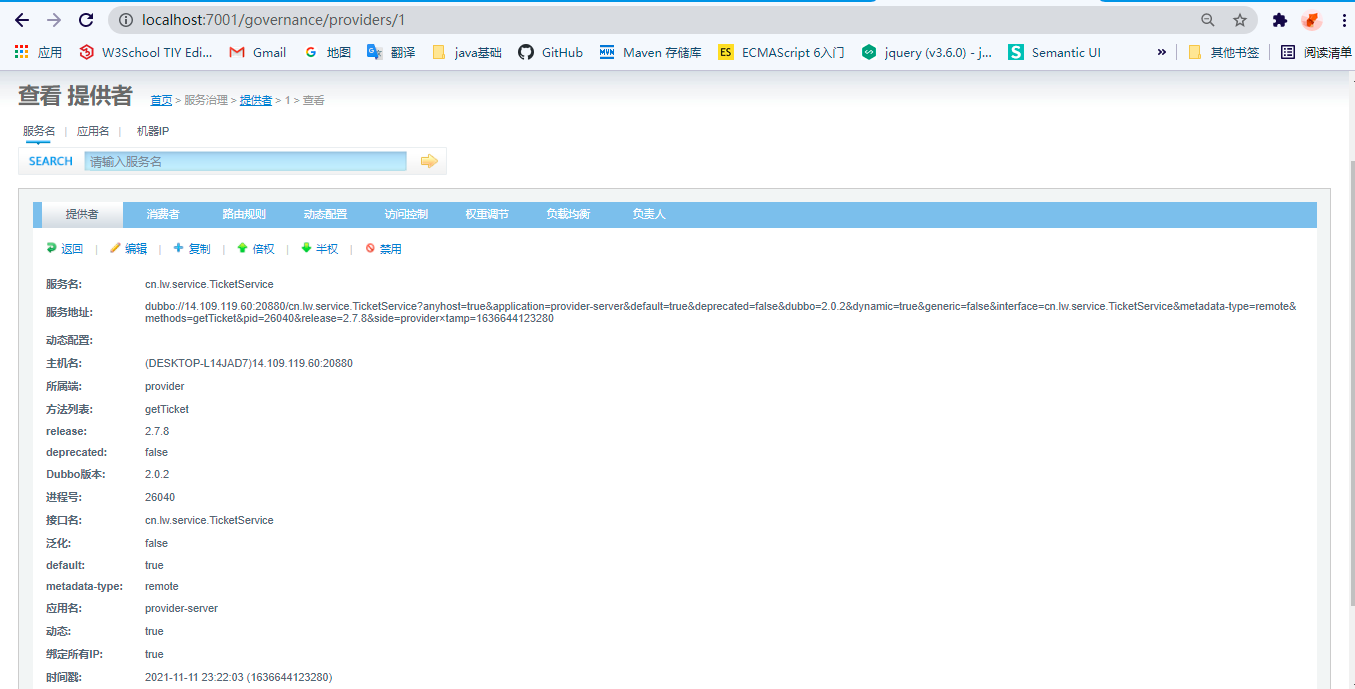 localhost:7001/governance/providers/1
应用 W3School TIY Edi... Gmail 地图 翻译 java基础 GitHub MVN Maven 存储库 ES ECMAScript 6入门 jquery (v3.6.0) - j... S Semantic UI » 其他书签 阅读清单
查看 提供者 首页 > 服务治理 > 提供者 > 1 > 查看
服务名 | 应用名 | 机器IP
SEARCH 请输入服务名
提供者 消费者 路由规则 动态配置 访问控制 权重调节 负载均衡 负责人
返回 | 编辑 | 复制 | 倍权 | 半权 | 禁用
服务名: cn.lw.service.TicketService
服务地址: dubbo://14.109.119.60:20880/cn.lw.service.TicketService?anyhost=true&application=provider-server&default=true&deprecated=false&dubbo=2.0.2&dynamic=true&generic=false&interface=cn.lw.service.TicketService&metadata-type=remote&
methods=getTicket&pid=26040&release=2.7.8&side=provider×tamp=1636644123280
动态配置:
主机名: (DESKTOP-L14JAD7)14.109.119.60:20880
所属端: provider
方法列表: getTicket
release: 2.7.8
deprecated: false
Dubbo版本: 2.0.2
进程号: 26040
接口名: cn.lw.service.TicketService
泛化: false
default: true
metadata-type: remote
应用名: provider-server
动态: true
绑定所有IP: true
时间戳: 2021-11-11 23:22:03 (1636644123280)